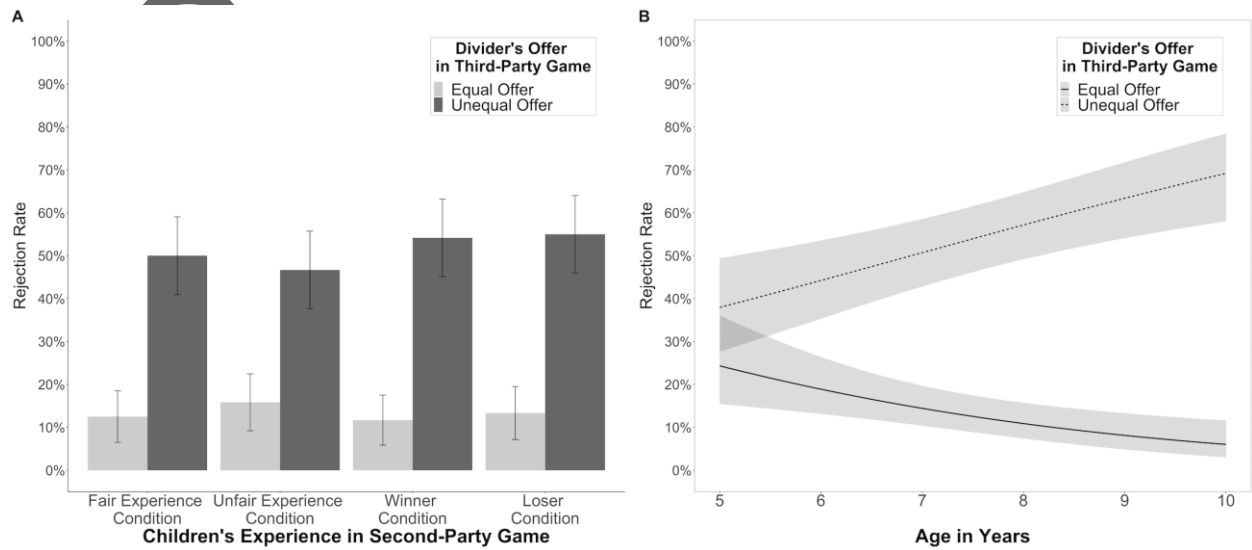 A
100%
90%
80%
70%
60%
50%
40%
30%
20%
10%
0%
Rejection Rate
Divider's Offer
in Third-Party Game
Equal Offer
Unequal Offer
Fair Experience
Condition
Unfair Experience
Condition
Winner
Condition
Loser
Condition
Children's Experience in Second-Party Game
B
100%
90%
80%
70%
60%
50%
40%
30%
20%
10%
0%
Rejection Rate
Divider's Offer
in Third-Party Game
Equal Offer
Unequal Offer
5 6 7 8 9 10
Age in Years